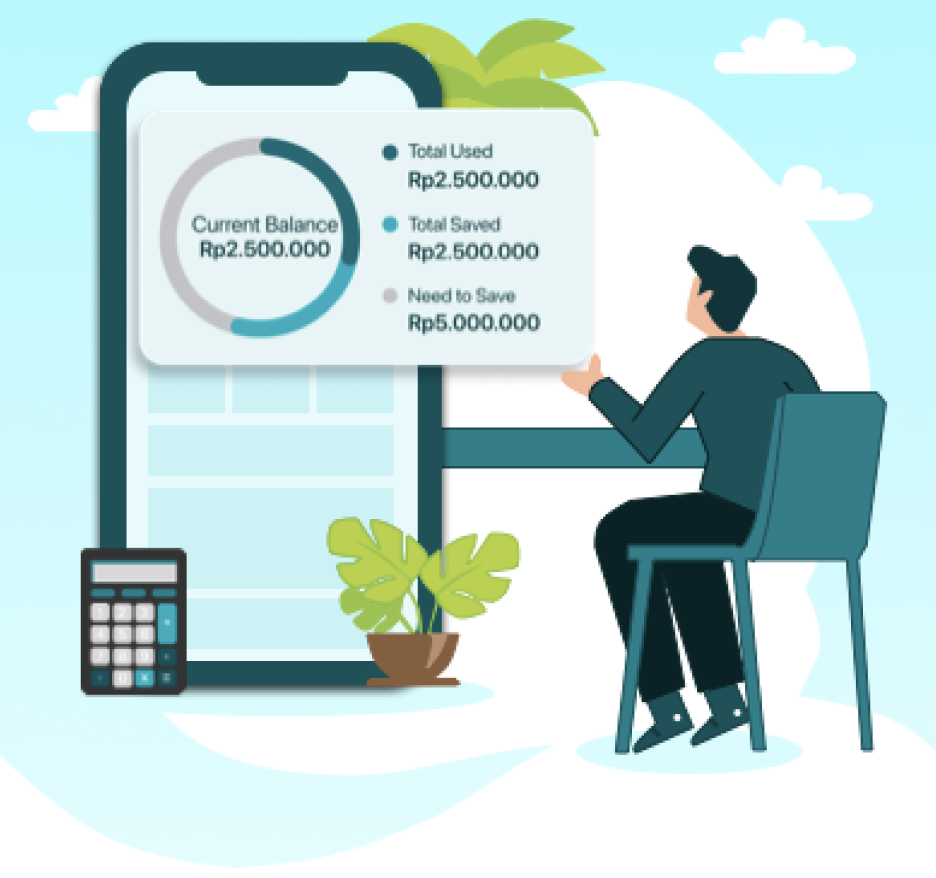 Current Balance
Rp2.500.000
Total Used
Rp2.500.000
Total Saved
Rp2.500.000
Need to Save
Rp5.000.000